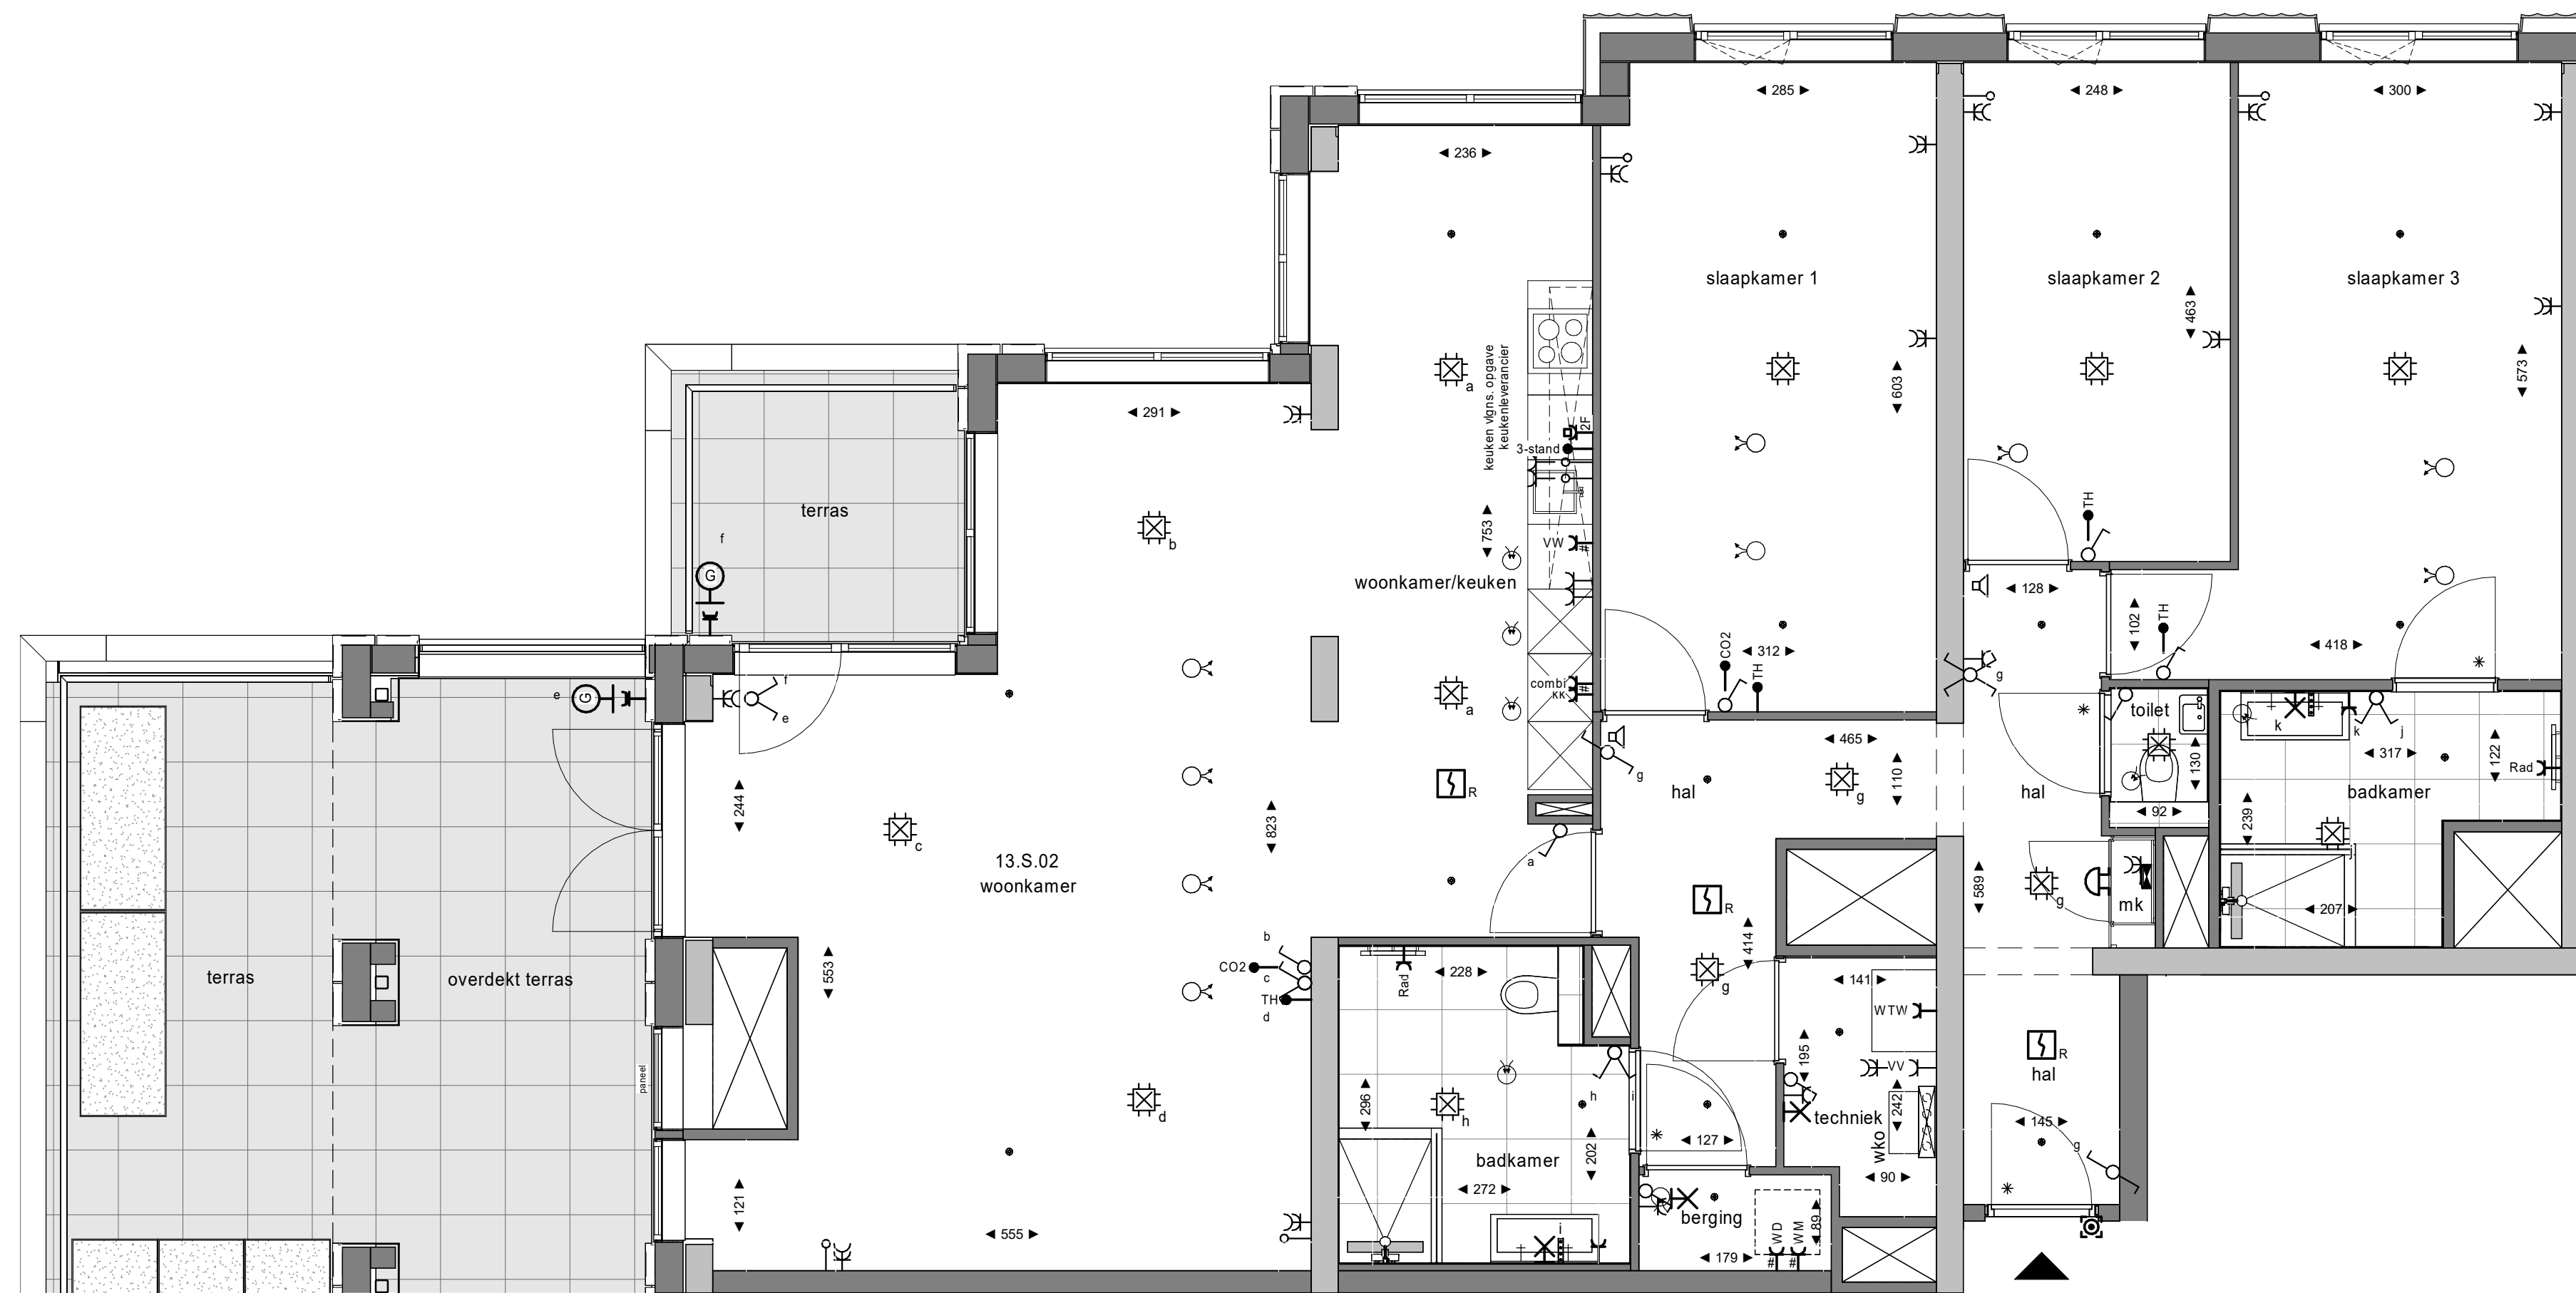 ◄ 285 ►
◄ 248 ►
◄ 300 ►
◄ 236 ►
slaapkamer 1
slaapkamer 2
slaapkamer 3
◄ 463 ►
◄ 573 ►
◄ 603 ►
a
keuken vlgns. opgave
keukenleverancier
◄ 291 ►
2F
3-stand
terras
f
G
b
◄ 753 ►
VW
woonkamer/keuken
TH
◄ 128 ►
◄ 102 ►
TH
CO2
◄ 312 ►
TH
◄ 418 ►
*
e
G
f
e
a
combi
KK
g
*
toilet
k
k
j
◄ 317 ►
◄ 122 ►
Rad
◄ 465 ►
g
hal
g
◄ 110 ►
hal
◄ 130 ►
◄ 92 ►
badkamer
◄ 239 ►
R
◄ 244 ►
c
◄ 823 ►
13.S.02
woonkamer
a
R
◄ 589 ►
g
mk
◄ 207 ►
terras
overdekt terras
◄ 553 ►
b
CO2
c
TH
d
Rad
◄ 228 ►
◄ 414 ►
g
◄ 141 ►
WTW
R
hal
paneel
◄ 195 ►
VV
d
◄ 296 ►
h
h
i
◄ 242 ►
techniek
wko
◄ 145 ►
g
*
◄ 127 ►
badkamer
◄ 202 ►
◄ 272 ►
◄ 90 ►
*
◄ 121 ►
◄ 555 ►
i
berging
WD
WM
◄ 189 ►
#
#
◄ 179 ►